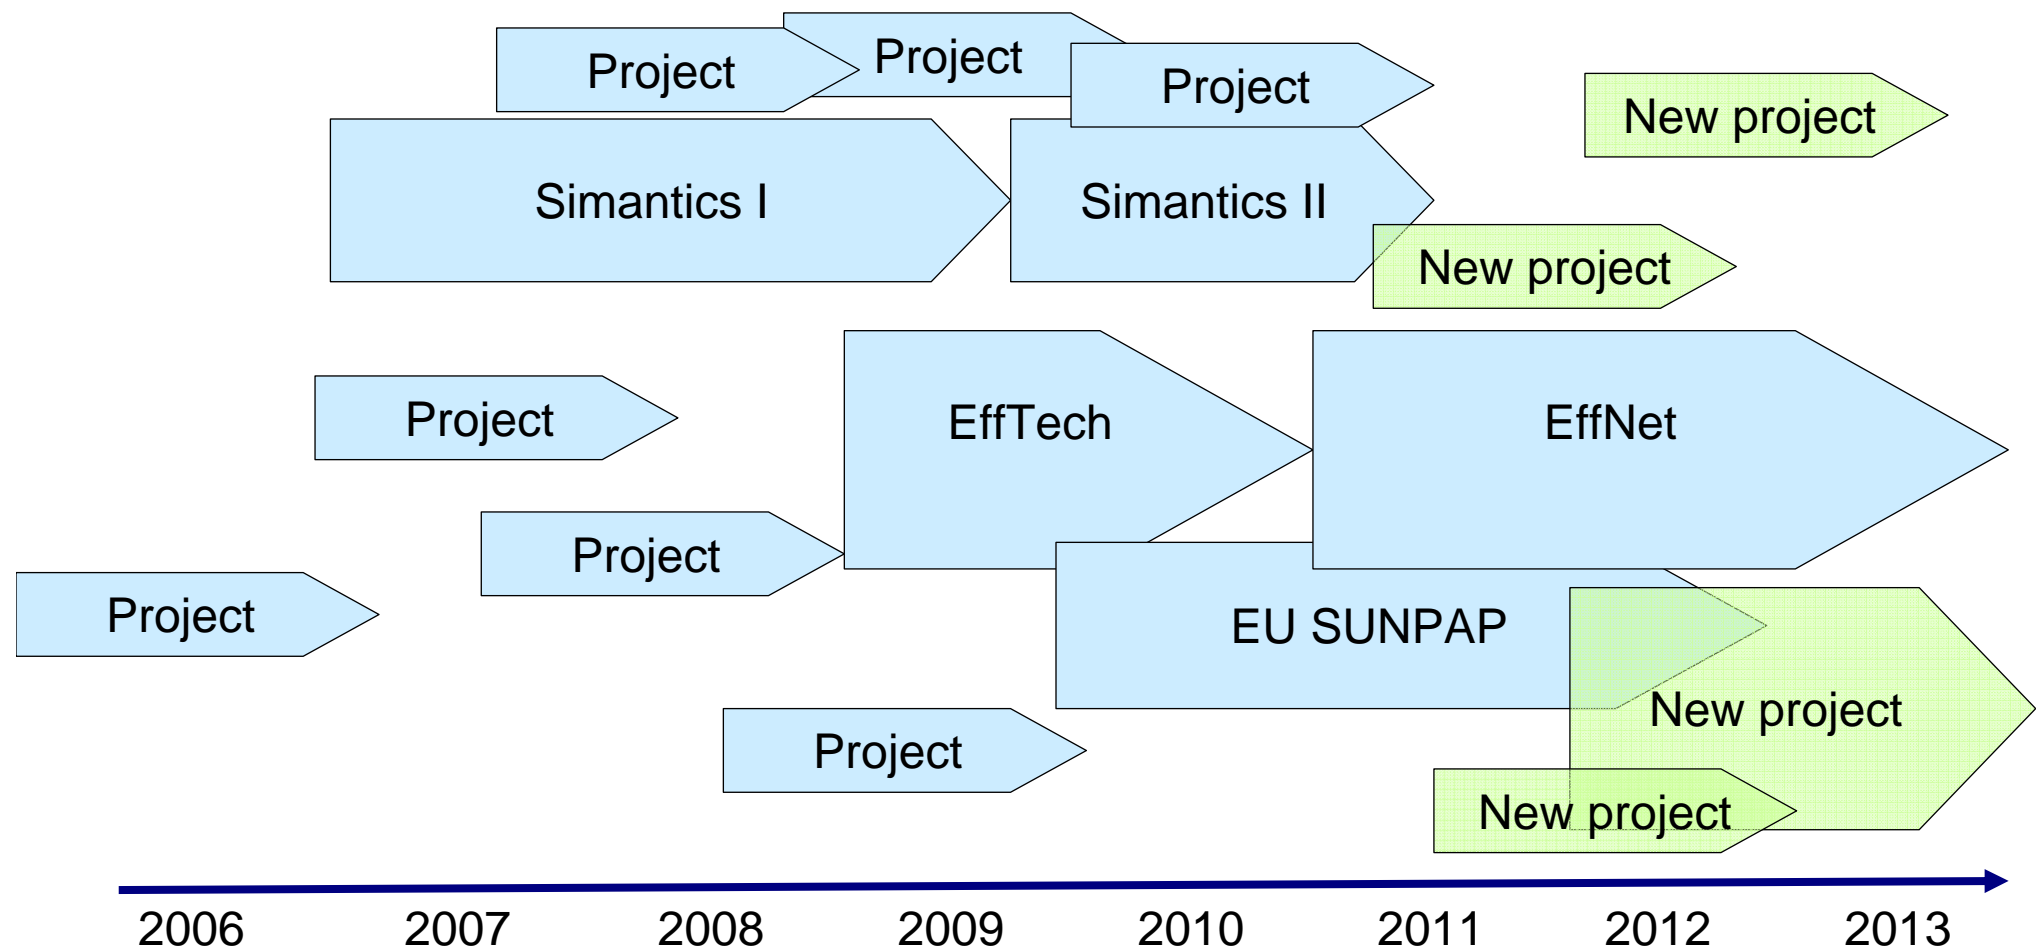 Project
Project
Project
New project
Simantics I
Simantics II
New project
Project
EffTech
EffNet
Project
Project
EU SUNPAP
New project
Project
New project
2006 2007 2008 2009 2010 2011 2012 2013